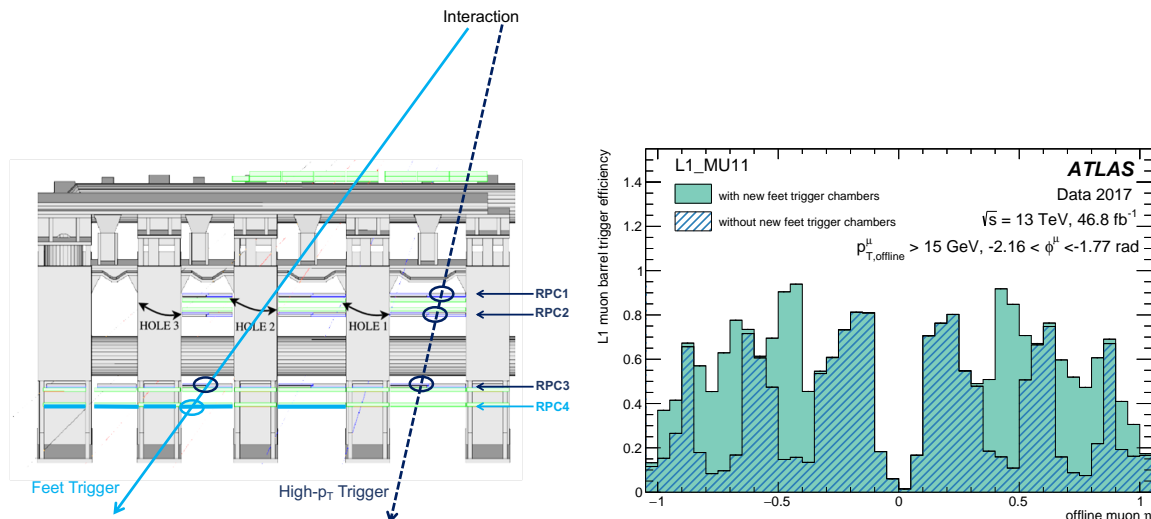 Interaction
RPC1
RPC2
HOLE 3
HOLE 2
HOLE 1
RPC3
RPC4
Feet Trigger
High-pT Trigger
L1 muon barrel trigger efficiency
1.4
1.2
1
0.8
0.6
0.4
0.2
0
L1_MU11
with new feet trigger chambers
without new feet trigger chambers
ATLAS
Data 2017
√s = 13 TeV, 46.8 fb⁻¹
p^μ_T,offline > 15 GeV, -2.16 < ϕ^μ <-1.77 rad
−1
−0.5
0
0.5
1
offline muon η